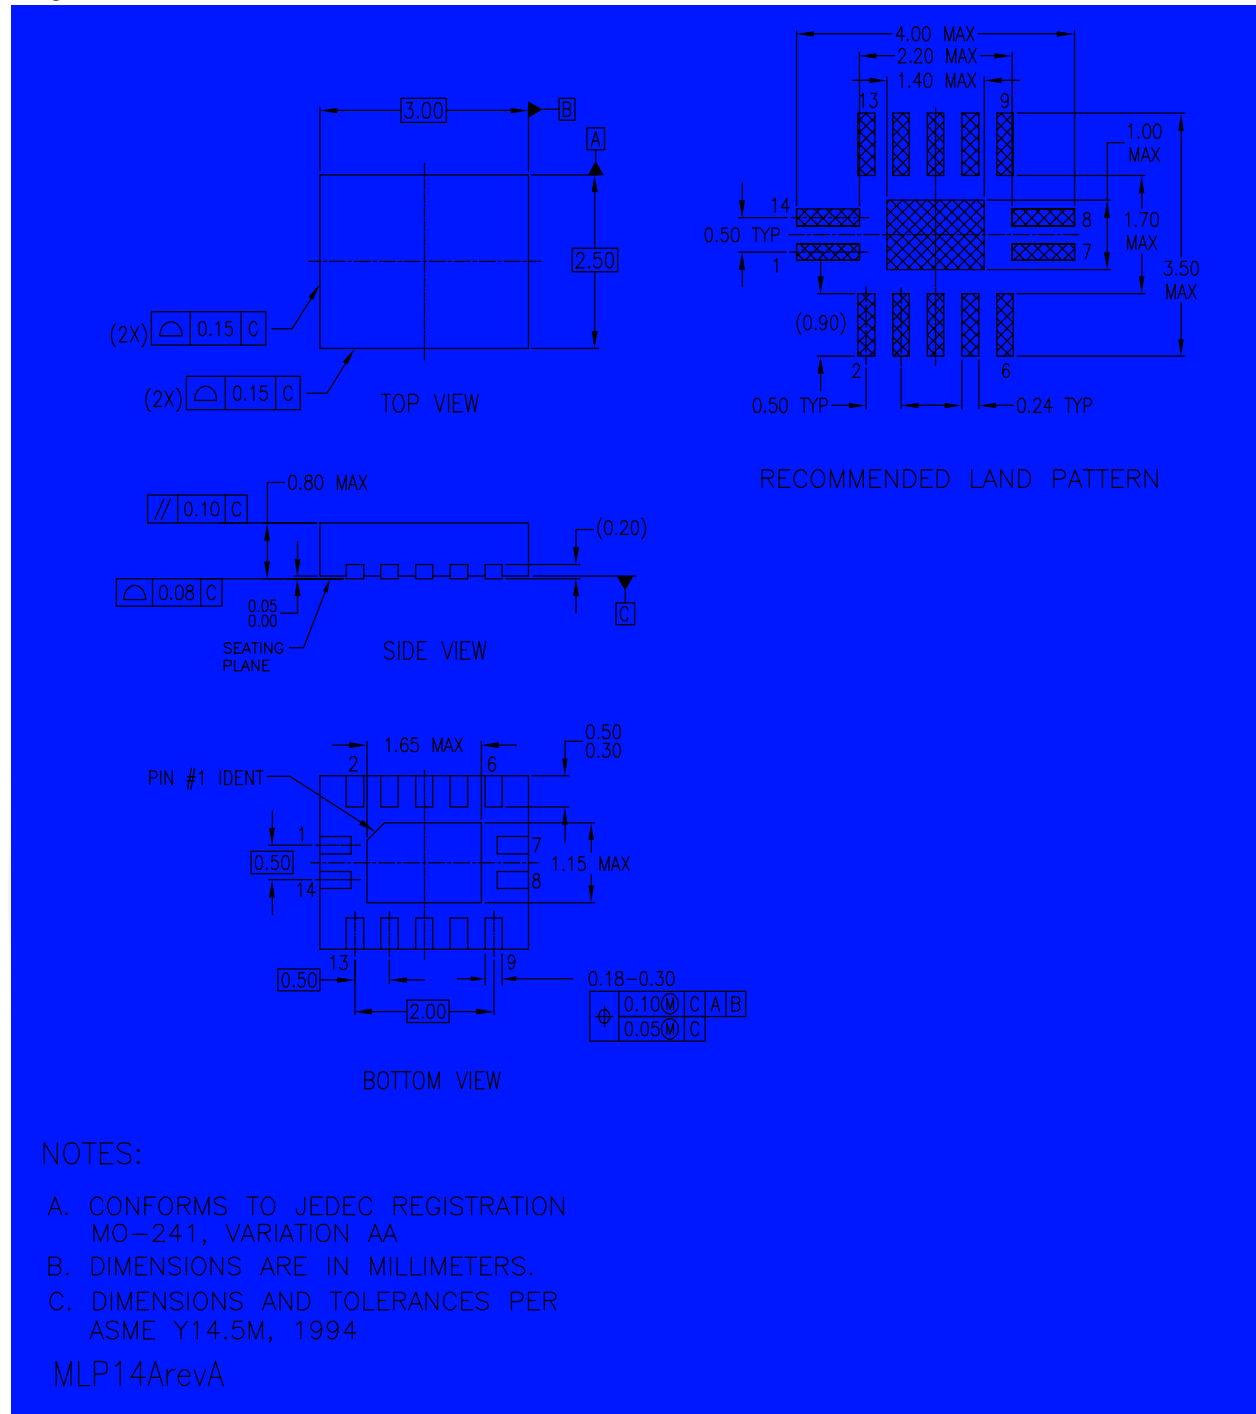 4.00 MAX
2.20 MAX
1.40 MAX
3.00
B
A
13
9
1.00
MAX
14
8
0.50 TYP
1.70
MAX
1
7
2.50
3.50
MAX
(0.90)
(2X) 0.15 C
2
6
(2X) 0.15 C
TOP VIEW
0.50 TYP
0.24 TYP
RECOMMENDED LAND PATTERN
0.80 MAX
// 0.10 C
(0.20)
0.08 C
0.05
0.00
C
SEATING
PLANE
SIDE VIEW
0.50
0.30
1.65 MAX
2
6
PIN #1 IDENT
1
7
0.50
1.15 MAX
14
8
13
9
0.50
0.18-0.30
2.00
0.10Ⓜ C A B
0.05Ⓜ C
BOTTOM VIEW
NOTES:
A. CONFORMS TO JEDEC REGISTRATION
MO-241, VARIATION AA
B. DIMENSIONS ARE IN MILLIMETERS.
C. DIMENSIONS AND TOLERANCES PER
ASME Y14.5M, 1994
MLP14ArevA